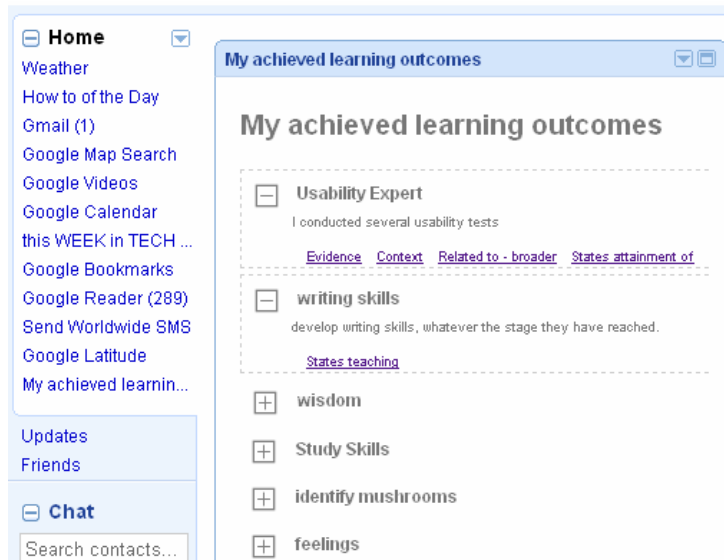 Home
Weather
How to of the Day
Gmail (1)
Google Map Search
Google Videos
Google Calendar
this WEEK in TECH ...
Google Bookmarks
Google Reader (289)
Send Worldwide SMS
Google Latitude
My achieved learnin...
Updates
Friends
Chat
Search contacts...
My achieved learning outcomes
My achieved learning outcomes
Usability Expert
I conducted several usability tests
Evidence Context Related to - broader States attainment of
writing skills
develop writing skills, whatever the stage they have reached.
States teaching
wisdom
Study Skills
identify mushrooms
feelings